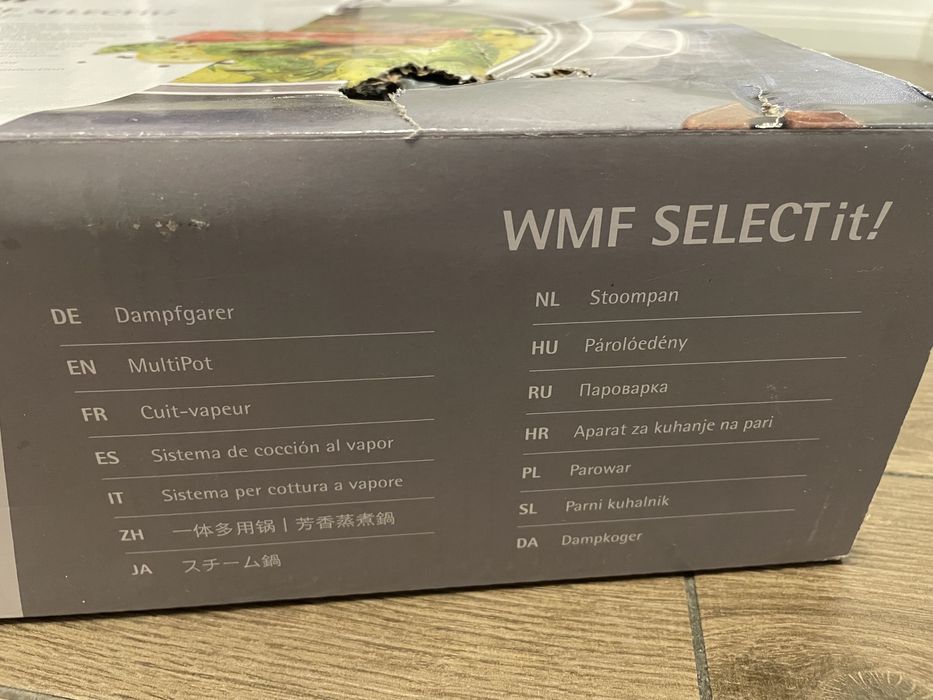 WMF SELECTit!
DE Dampfgarer
EN MultiPot
FR Cuit-vapeur
ES Sistema de cocción al vapor
IT Sistema per cottura a vapore
ZH 一体多用锅 | 芳香蒸煮鍋
JA スチーム鍋
NL Stoompan
HU Párolóedény
RU Пароварка
HR Aparat za kuhanje na pari
PL Parowar
SL Parni kuhalnik
DA Dampkoger